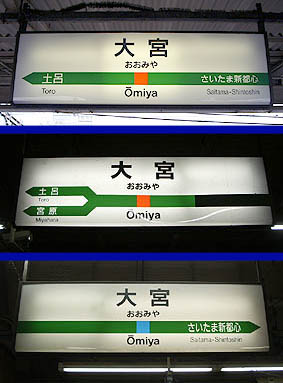 大宮
おおみや
土呂
Toro
Ōmiya
さいたま新都心
Saitama-Shintoshin
大宮
おおみや
土呂
Toro
宮原
Miyahara
Ōmiya
大宮
おおみや
さいたま新都心
Saitama-Shintoshin
Ōmiya